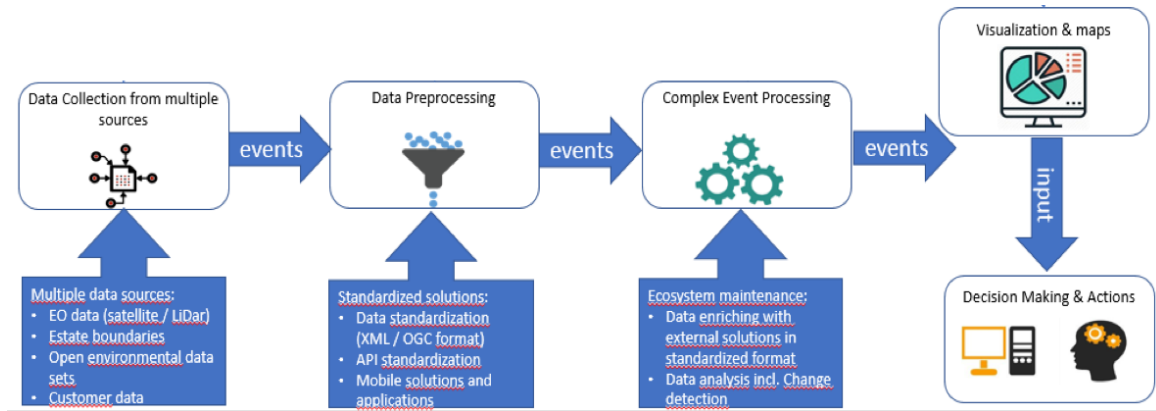 Data Collection from multiple
sources
events
Data Preprocessing
events
Complex Event Processing
events
Visualization & maps
input
Decision Making & Actions
Multiple data sources:
• EO data (satellite / LiDar)
• Estate boundaries
• Open environmental data
sets
• Customer data
Standardized solutions:
• Data standardization
(XML / OGC format)
• API standardization
• Mobile solutions and
applications
Ecosystem maintenance:
• Data enriching with
external solutions in
standardized format
• Data analysis incl. Change
detection